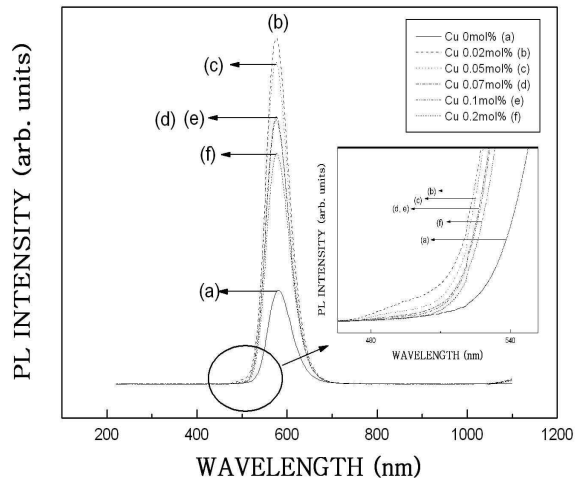 (b)
(c)
(d) (e)
(f)
(a)
Cu 0mol% (a)
Cu 0.02mol% (b)
Cu 0.05mol% (c)
Cu 0.07mol% (d)
Cu 0.1mol% (e)
Cu 0.2mol% (f)
PL INTENSITY (arb. units)
(b)
(c)
(d, e)
(f)
(a)
480
540
WAVELENGTH (nm)
PL INTENSITY (arb. units)
200 400 600 800 1000 1200
WAVELENGTH (nm)